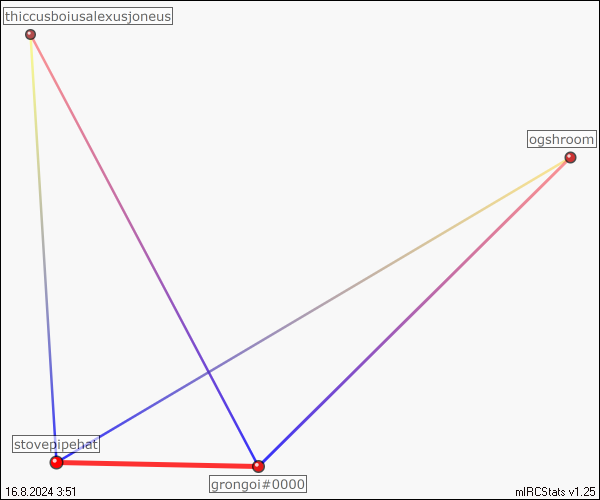 thiccusboiusalexusjoneus
ogshroom
stovepipehat
grongoi#0000
16.8.2024 3:51
mIRCStats v1.25